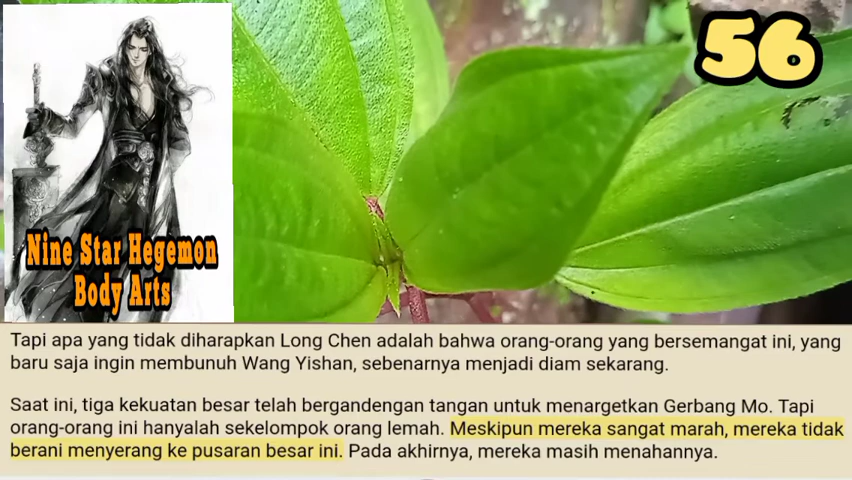 56
Nine Star Hegemon
Body Arts
Tapi apa yang tidak diharapkan Long Chen adalah bahwa orang-orang yang bersemangat ini, yang
baru saja ingin membunuh Wang Yishan, sebenarnya menjadi diam sekarang.
Saat ini, tiga kekuatan besar telah bergandengan tangan untuk menargetkan Gerbang Mo. Tapi
orang-orang ini hanyalah sekelompok orang lemah. Meskipun mereka sangat marah, mereka tidak
berani menyerang ke pusaran besar ini. Pada akhirnya, mereka masih menahannya.